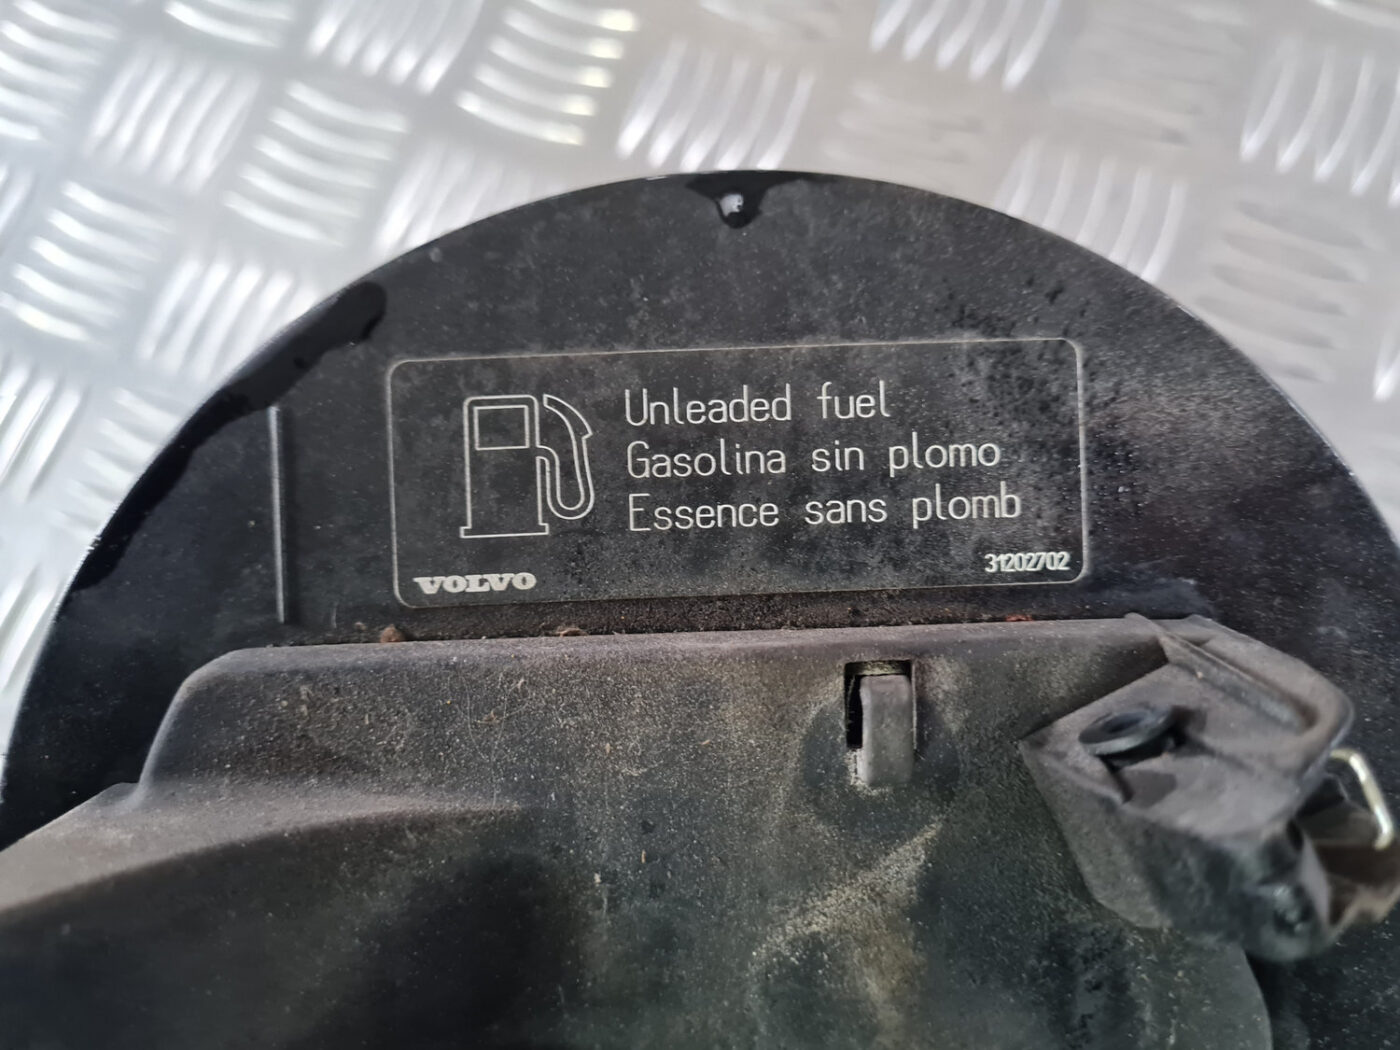 Unleaded fuel
Gasolina sin plomo
Essence sans plomb
31202702
VOLVO